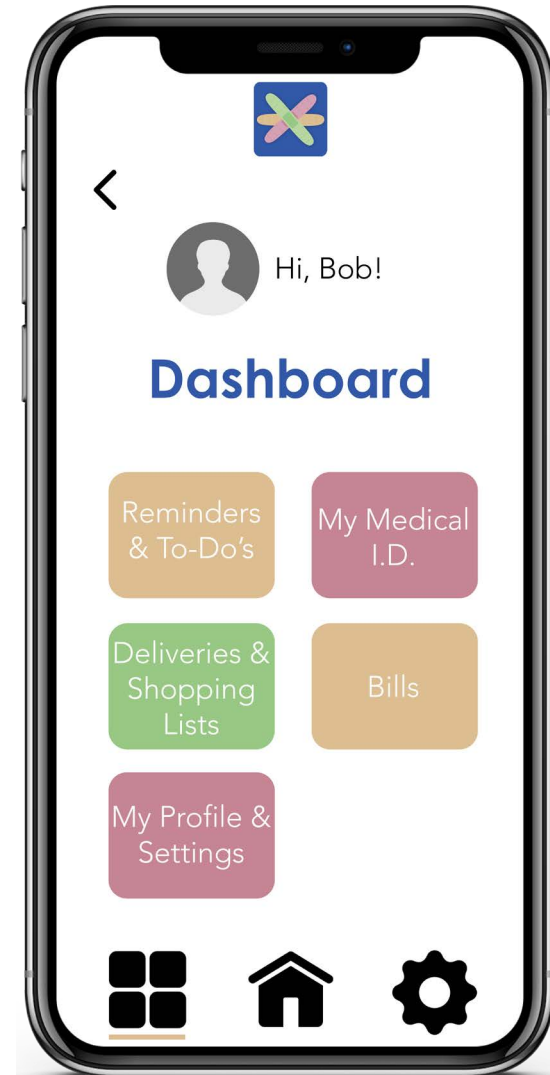 Hi, Bob!
Dashboard
Reminders
& To-Do’s
My Medical
I.D.
Deliveries &
Shopping
Lists
Bills
My Profile &
Settings